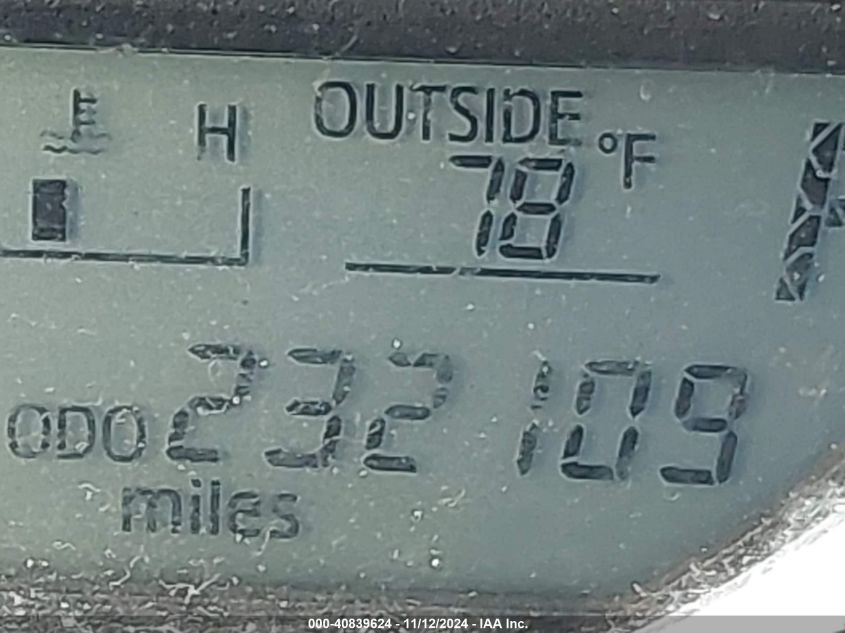 H
OUTSIDE
78 °F
ODO 232109
miles
000-40839624 - 11/12/2024 - IAA Inc.